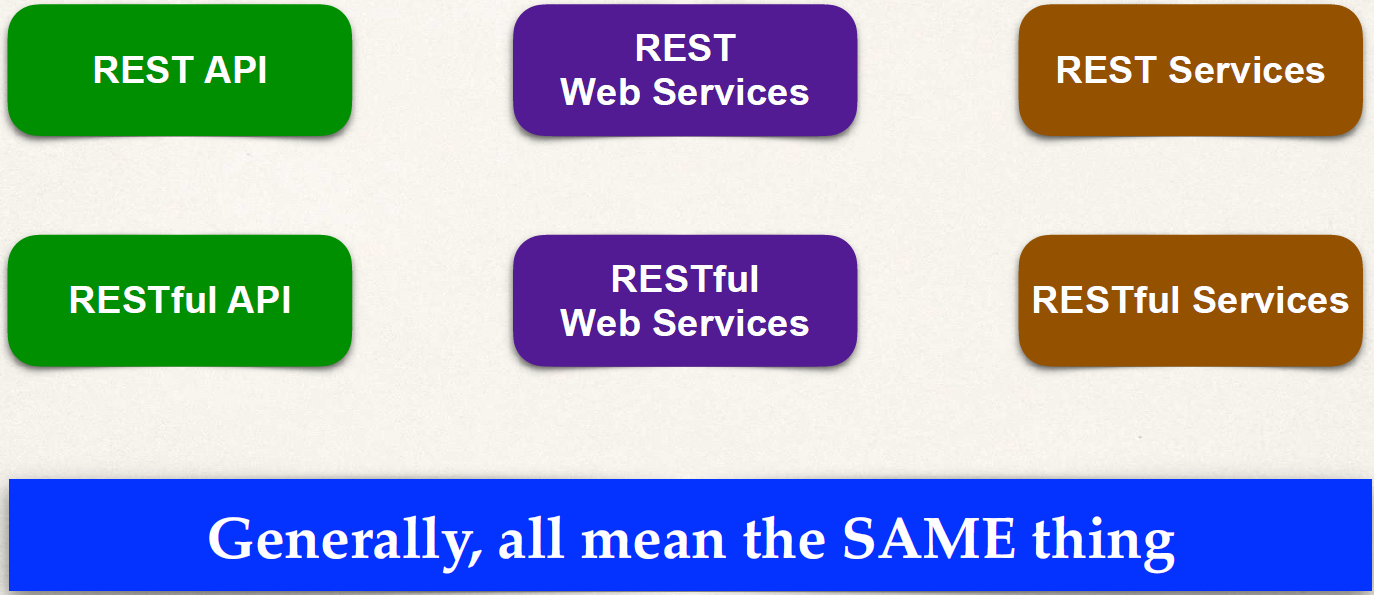 REST API
REST
Web Services
REST Services
RESTful API
RESTful
Web Services
RESTful Services
Generally, all mean the SAME thing